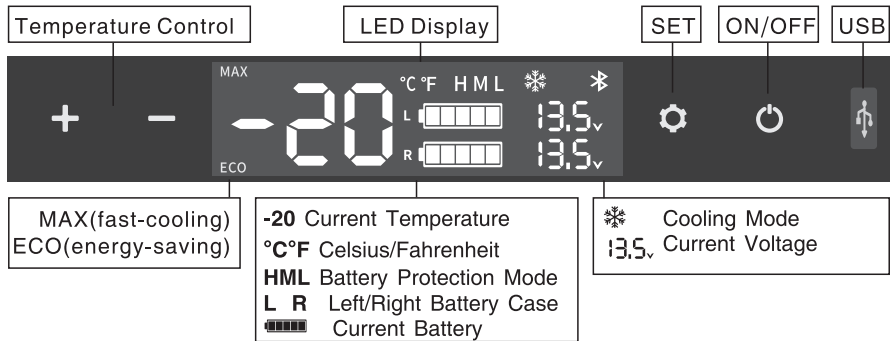 Temperature Control
LED Display
SET
ON/OFF
USB
MAX
°C °F H M L
-20
L
13.5v
R
13.5v
ECO
MAX(fast-cooling)
ECO(energy-saving)
-20 Current Temperature
°C°F Celsius/Fahrenheit
HML Battery Protection Mode
L R Left/Right Battery Case
Current Battery
Cooling Mode
13.5v Current Voltage